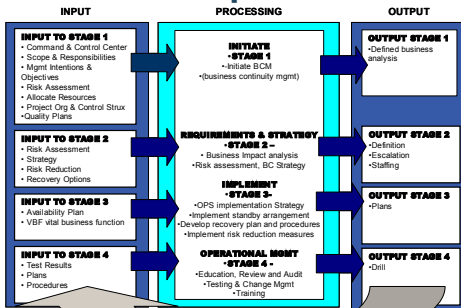 INPUT
PROCESSING
OUTPUT
INPUT TO STAGE 1
• Command & Control Center
• Scope & Responsibilities
• Mgmt Intentions &
Objectives
• Risk Assessment
• Allocate Resources
• Project Org & Control Strux
•Quality Plans
INPUT TO STAGE 2
• Risk Assessment
• Strategy
• Risk Reduction
• Recovery Options
INPUT TO STAGE 3
• Availability Plan
• VBF vital business function
INPUT TO STAGE 4
• Test Results
• Plans
• Procedures
INITIATE
•STAGE 1
•-Initiate BCM
•(business continuity mgmt)
REQUIREMENTS & STRATEGY
•STAGE 2 –
• Business Impact analysis
• Risk assessment, BC Strategy
IMPLEMENT
•STAGE 3-
•OPS implementation Strategy
•Implement standby arrangement
•Develop recovery plan and procedures
•Implement risk reduction measures
OPERATIONAL MGMT
•STAGE 4 -
•Education, Review and Audit
•Testing & Change Mgmt
•Training
OUTPUT STAGE 1
•Defined business
analysis
OUTPUT STAGE 2
•Definition
•Escalation
•Staffing
OUTPUT STAGE 3
•Plans
OUTPUT STAGE 4
•Drill